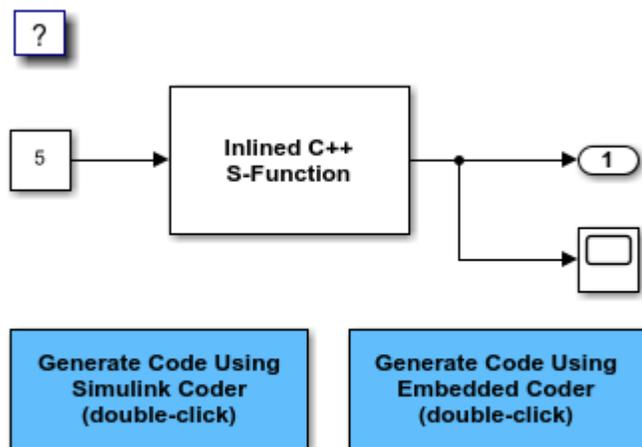 ?
5
Inlined C++
S-Function
1
Generate Code Using
Simulink Coder
(double-click)
Generate Code Using
Embedded Coder
(double-click)